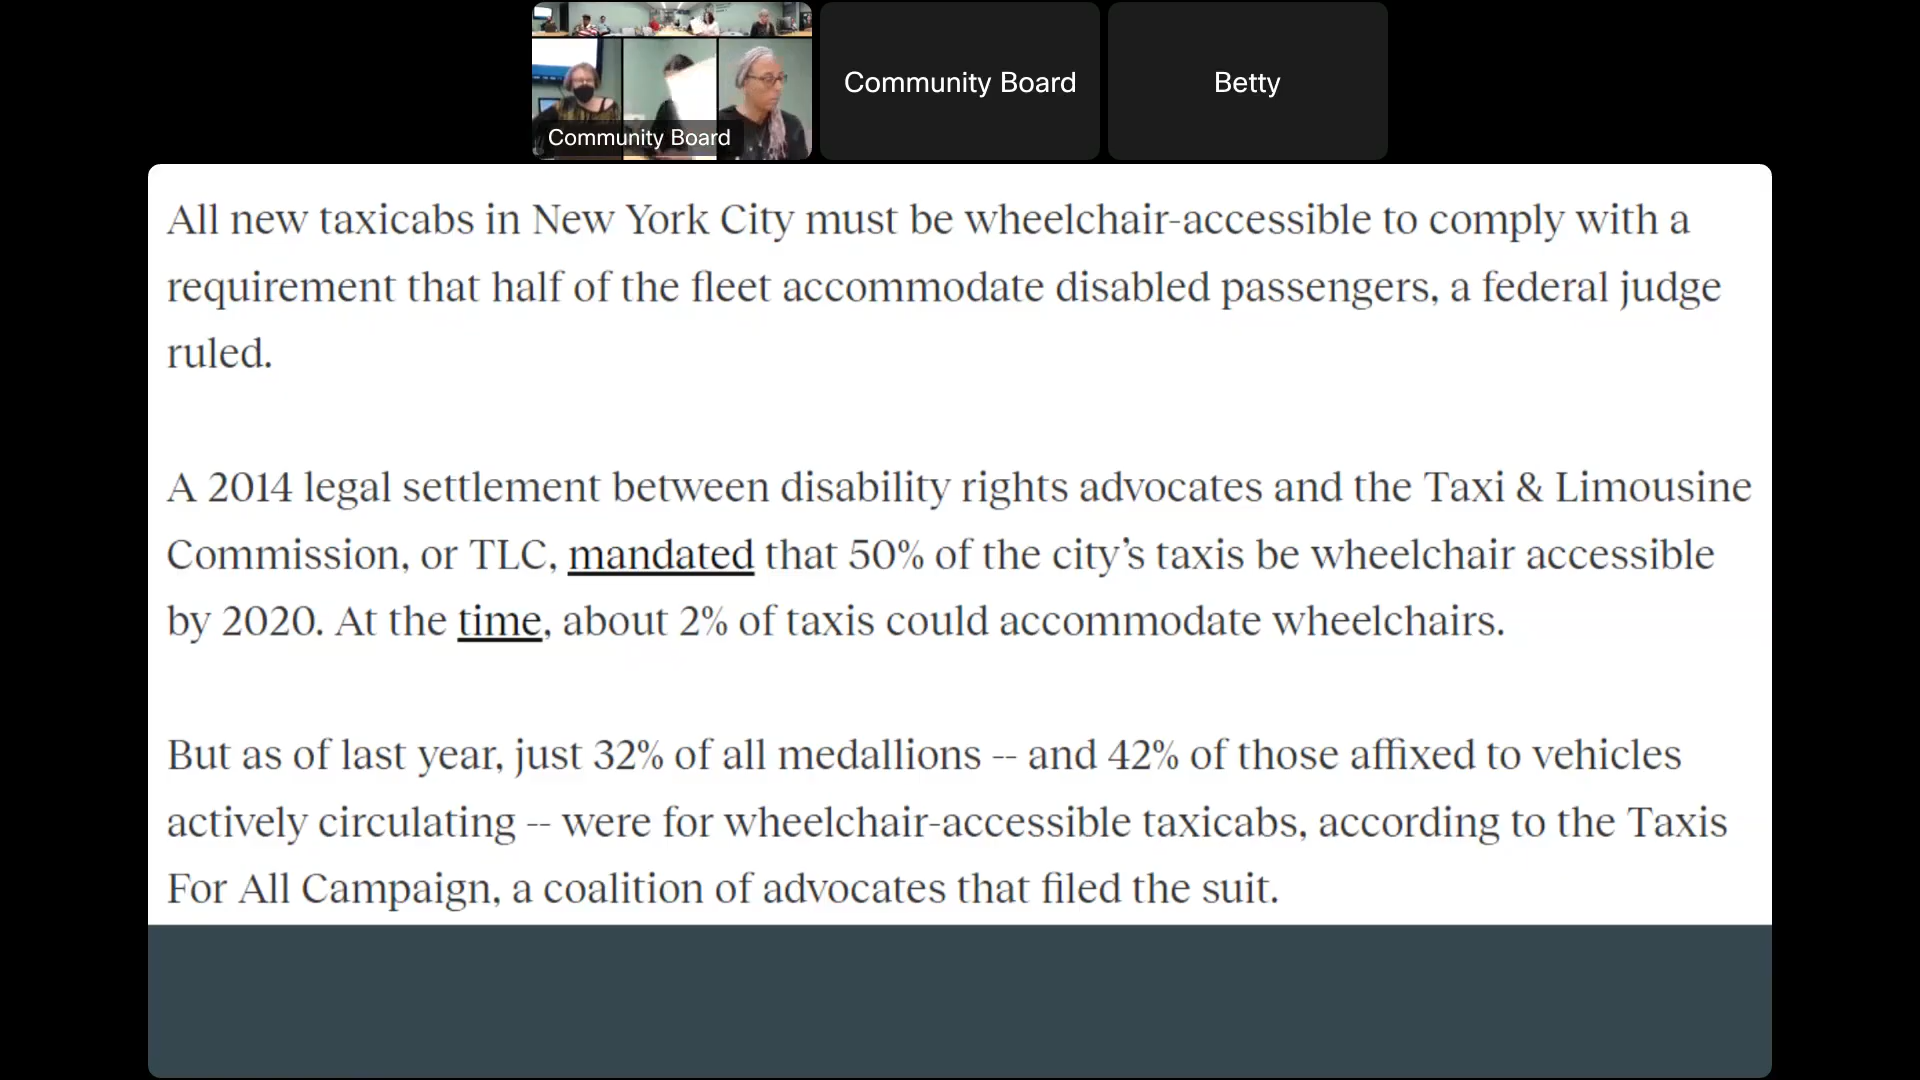 Community Board
Community Board
Betty
All new taxicabs in New York City must be wheelchair-accessible to comply with a
requirement that half of the fleet accommodate disabled passengers, a federal judge
ruled.
A 2014 legal settlement between disability rights advocates and the Taxi & Limousine
Commission, or TLC, mandated that 50% of the city’s taxis be wheelchair accessible
by 2020. At the time, about 2% of taxis could accommodate wheelchairs.
But as of last year, just 32% of all medallions -- and 42% of those affixed to vehicles
actively circulating -- were for wheelchair-accessible taxicabs, according to the Taxis
For All Campaign, a coalition of advocates that filed the suit.